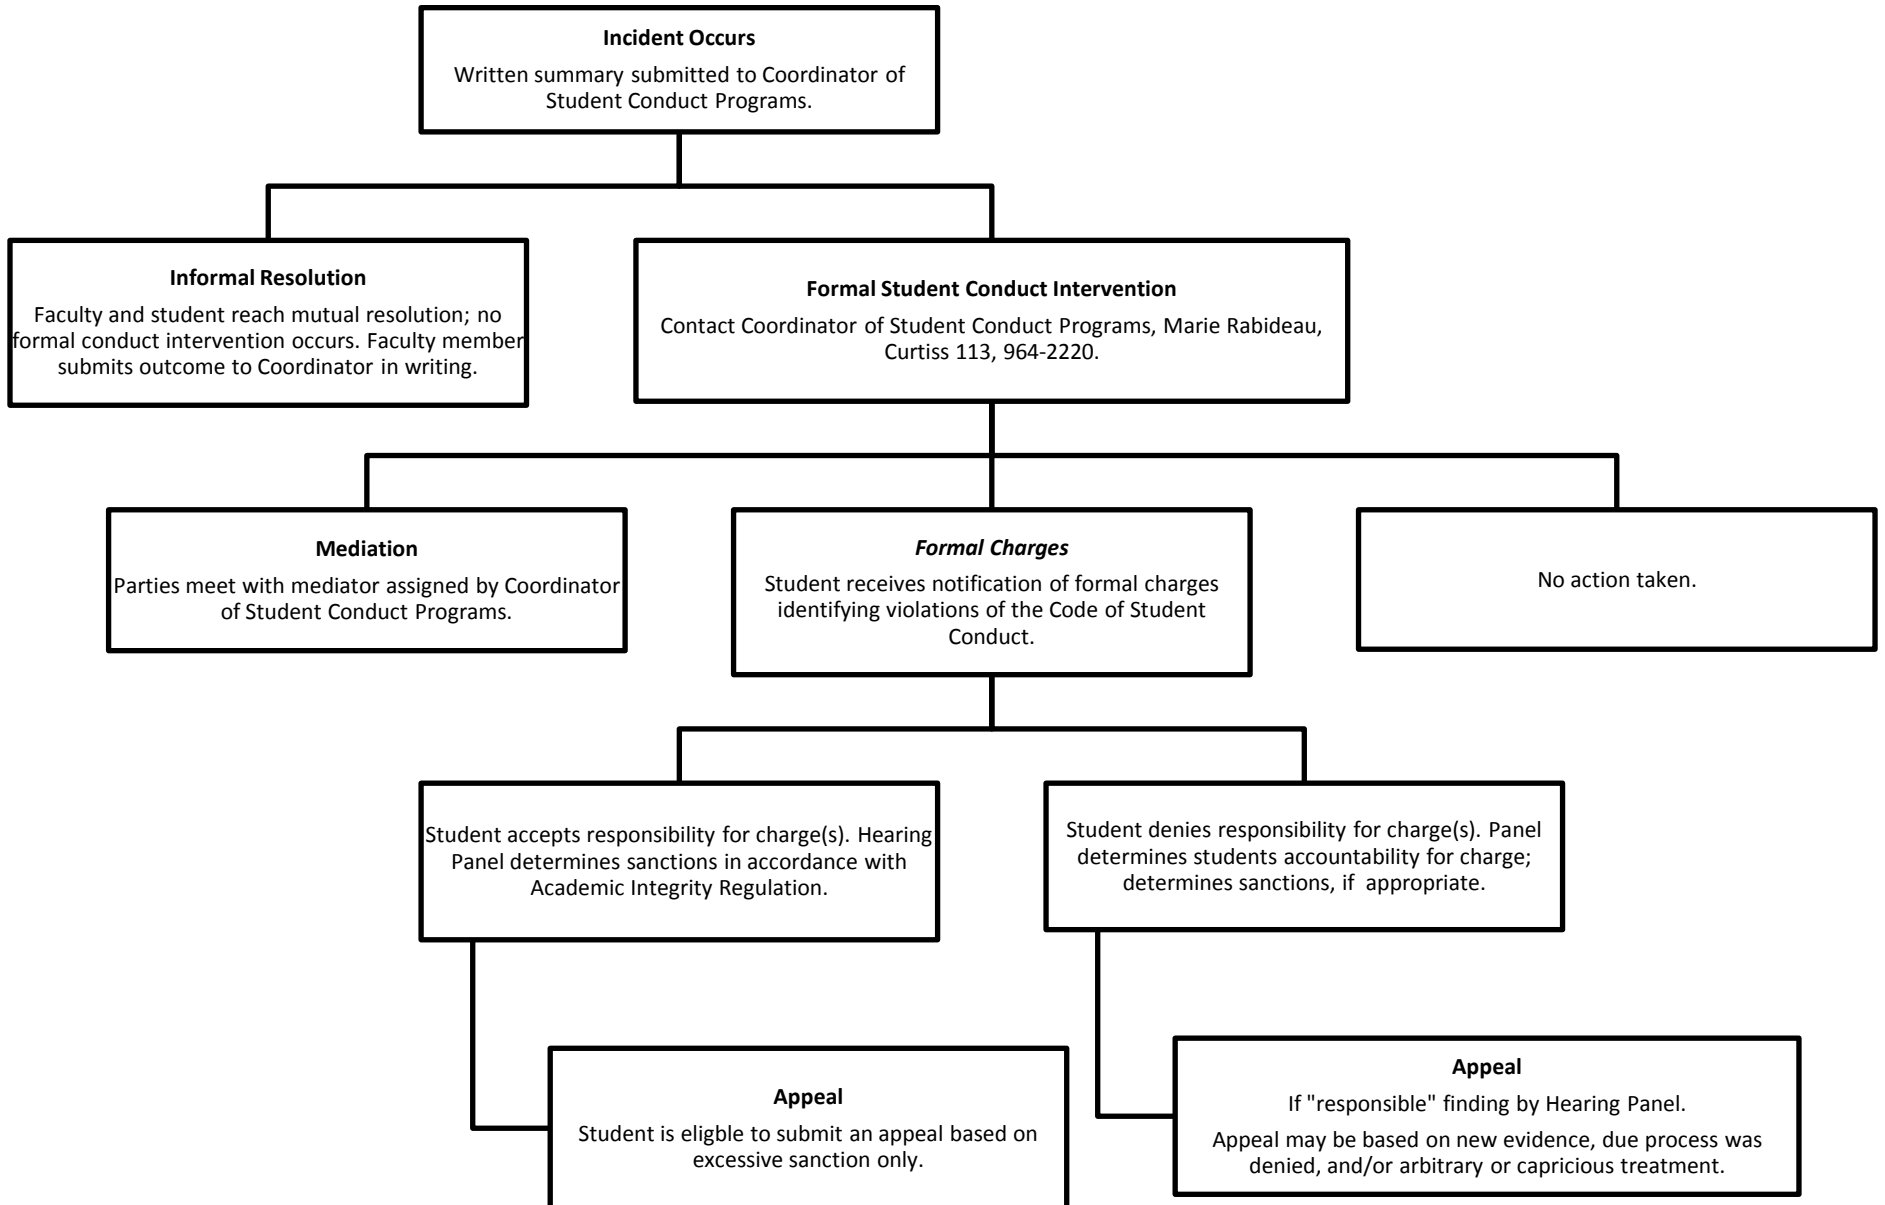 Incident Occurs
Written summary submitted to Coordinator of
Student Conduct Programs.
Informal Resolution
Faculty and student reach mutual resolution; no
formal conduct intervention occurs. Faculty member
submits outcome to Coordinator in writing.
Formal Student Conduct Intervention
Contact Coordinator of Student Conduct Programs, Marie Rabideau,
Curtiss 113, 964-2220.
Mediation
Parties meet with mediator assigned by Coordinator
of Student Conduct Programs.
Formal Charges
Student receives notification of formal charges
identifying violations of the Code of Student
Conduct.
No action taken.
Student accepts responsibility for charge(s). Hearing
Panel determines sanctions in accordance with
Academic Integrity Regulation.
Student denies responsibility for charge(s). Panel
determines students accountability for charge;
determines sanctions, if appropriate.
Appeal
Student is eligble to submit an appeal based on
excessive sanction only.
Appeal
If "responsible" finding by Hearing Panel.
Appeal may be based on new evidence, due process was
denied, and/or arbitrary or capricious treatment.